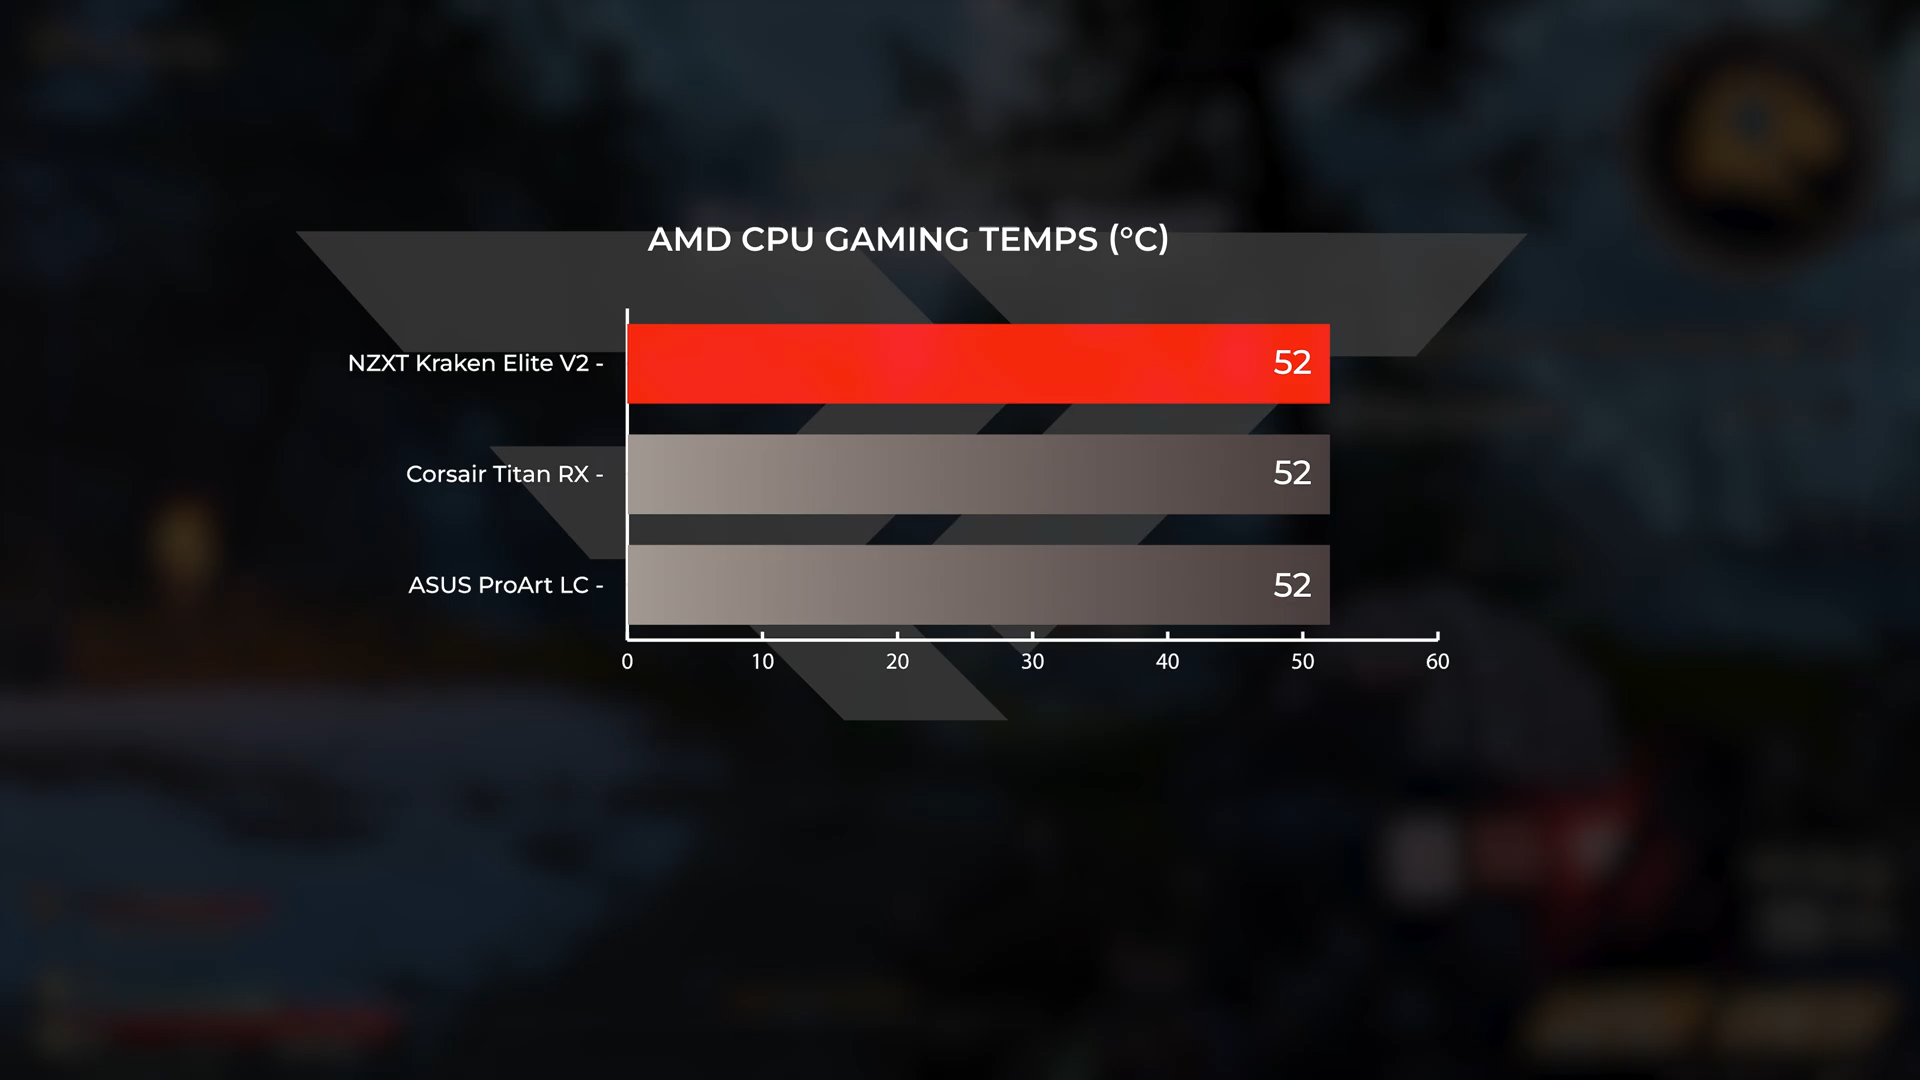 AMD CPU GAMING TEMPS (°C)
NZXT Kraken Elite V2 - 52
Corsair Titan RX - 52
ASUS ProArt LC - 52
0 10 20 30 40 50 60